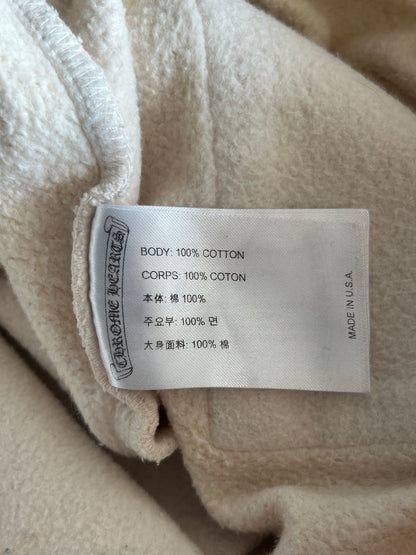 CHROME HEARTS
BODY: 100% COTTON
CORPS: 100% COTON
本体: 棉 100%
주요부: 100% 면
大身面料: 100% 棉
MADE IN U.S.A.